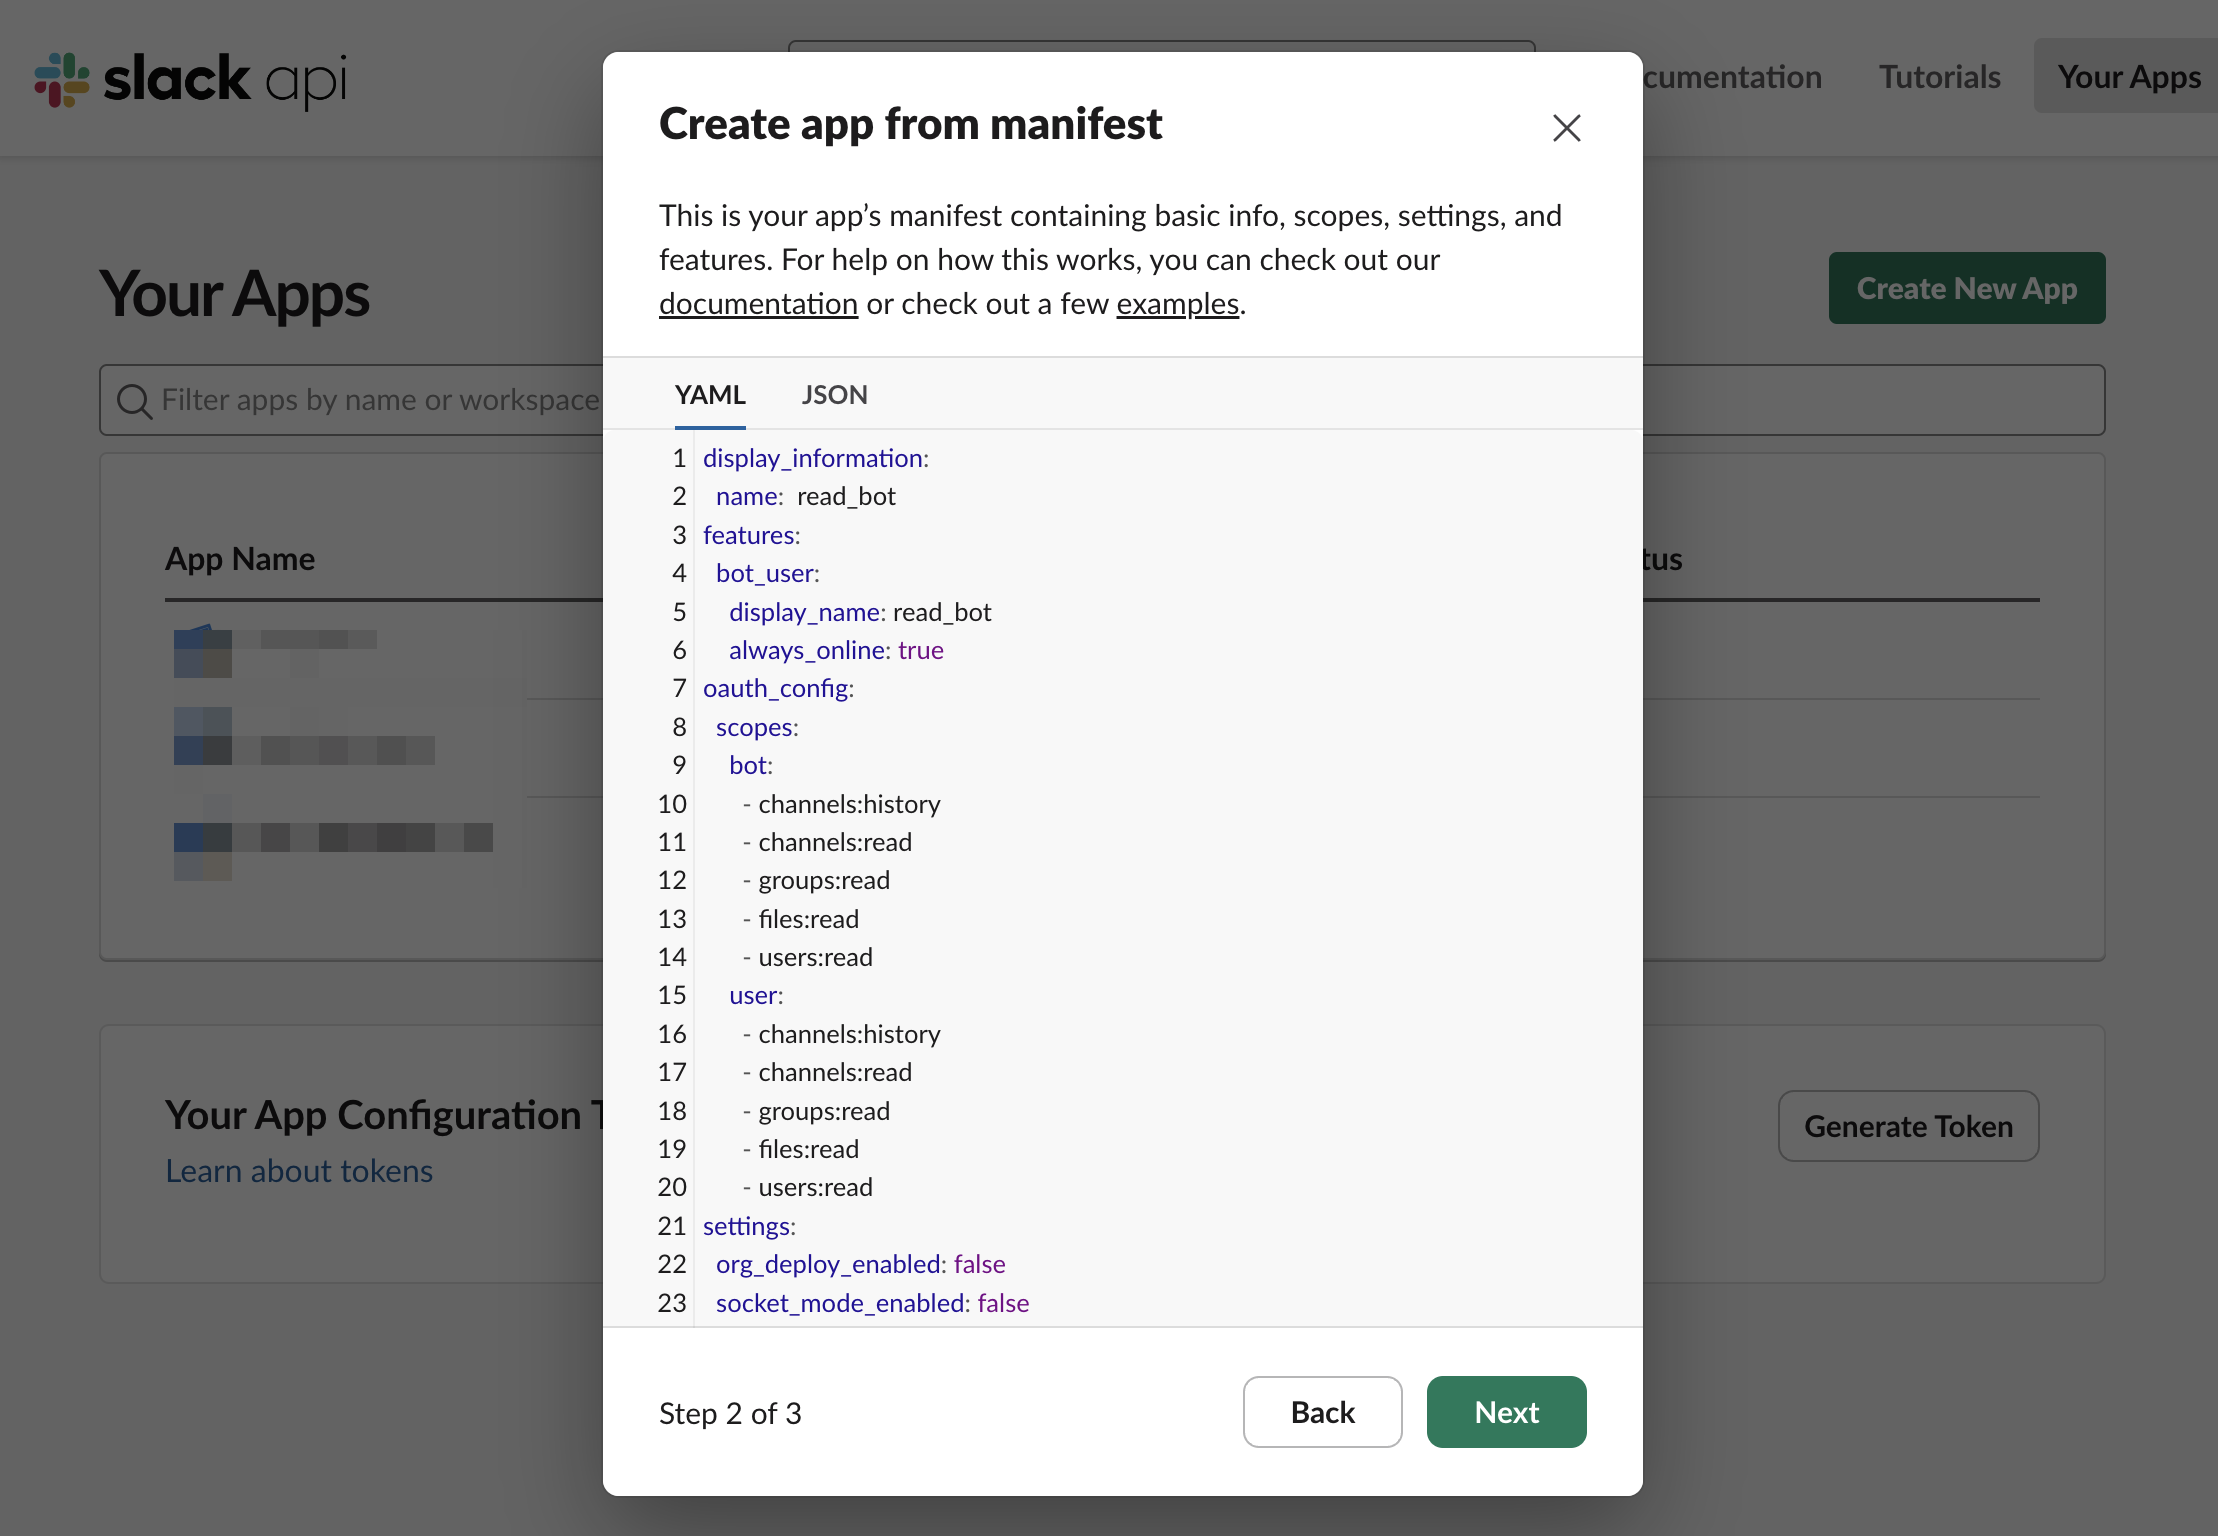 slack api
cumentation
Tutorials
Your Apps
Your Apps
Create New App
Filter apps by name or workspace
App Name
tus
Your App Configuration T
Learn about tokens
Generate Token
Create app from manifest
This is your app’s manifest containing basic info, scopes, settings, and
features. For help on how this works, you can check out our
documentation or check out a few examples.
YAML JSON
1 display_information:
2 name:  read_bot
3 features:
4 bot_user:
5 display_name: read_bot
6 always_online: true
7 oauth_config:
8 scopes:
9 bot:
10 - channels:history
11 - channels:read
12 - groups:read
13 - files:read
14 - users:read
15 user:
16 - channels:history
17 - channels:read
18 - groups:read
19 - files:read
20 - users:read
21 settings:
22 org_deploy_enabled: false
23 socket_mode_enabled: false
Step 2 of 3
Back
Next